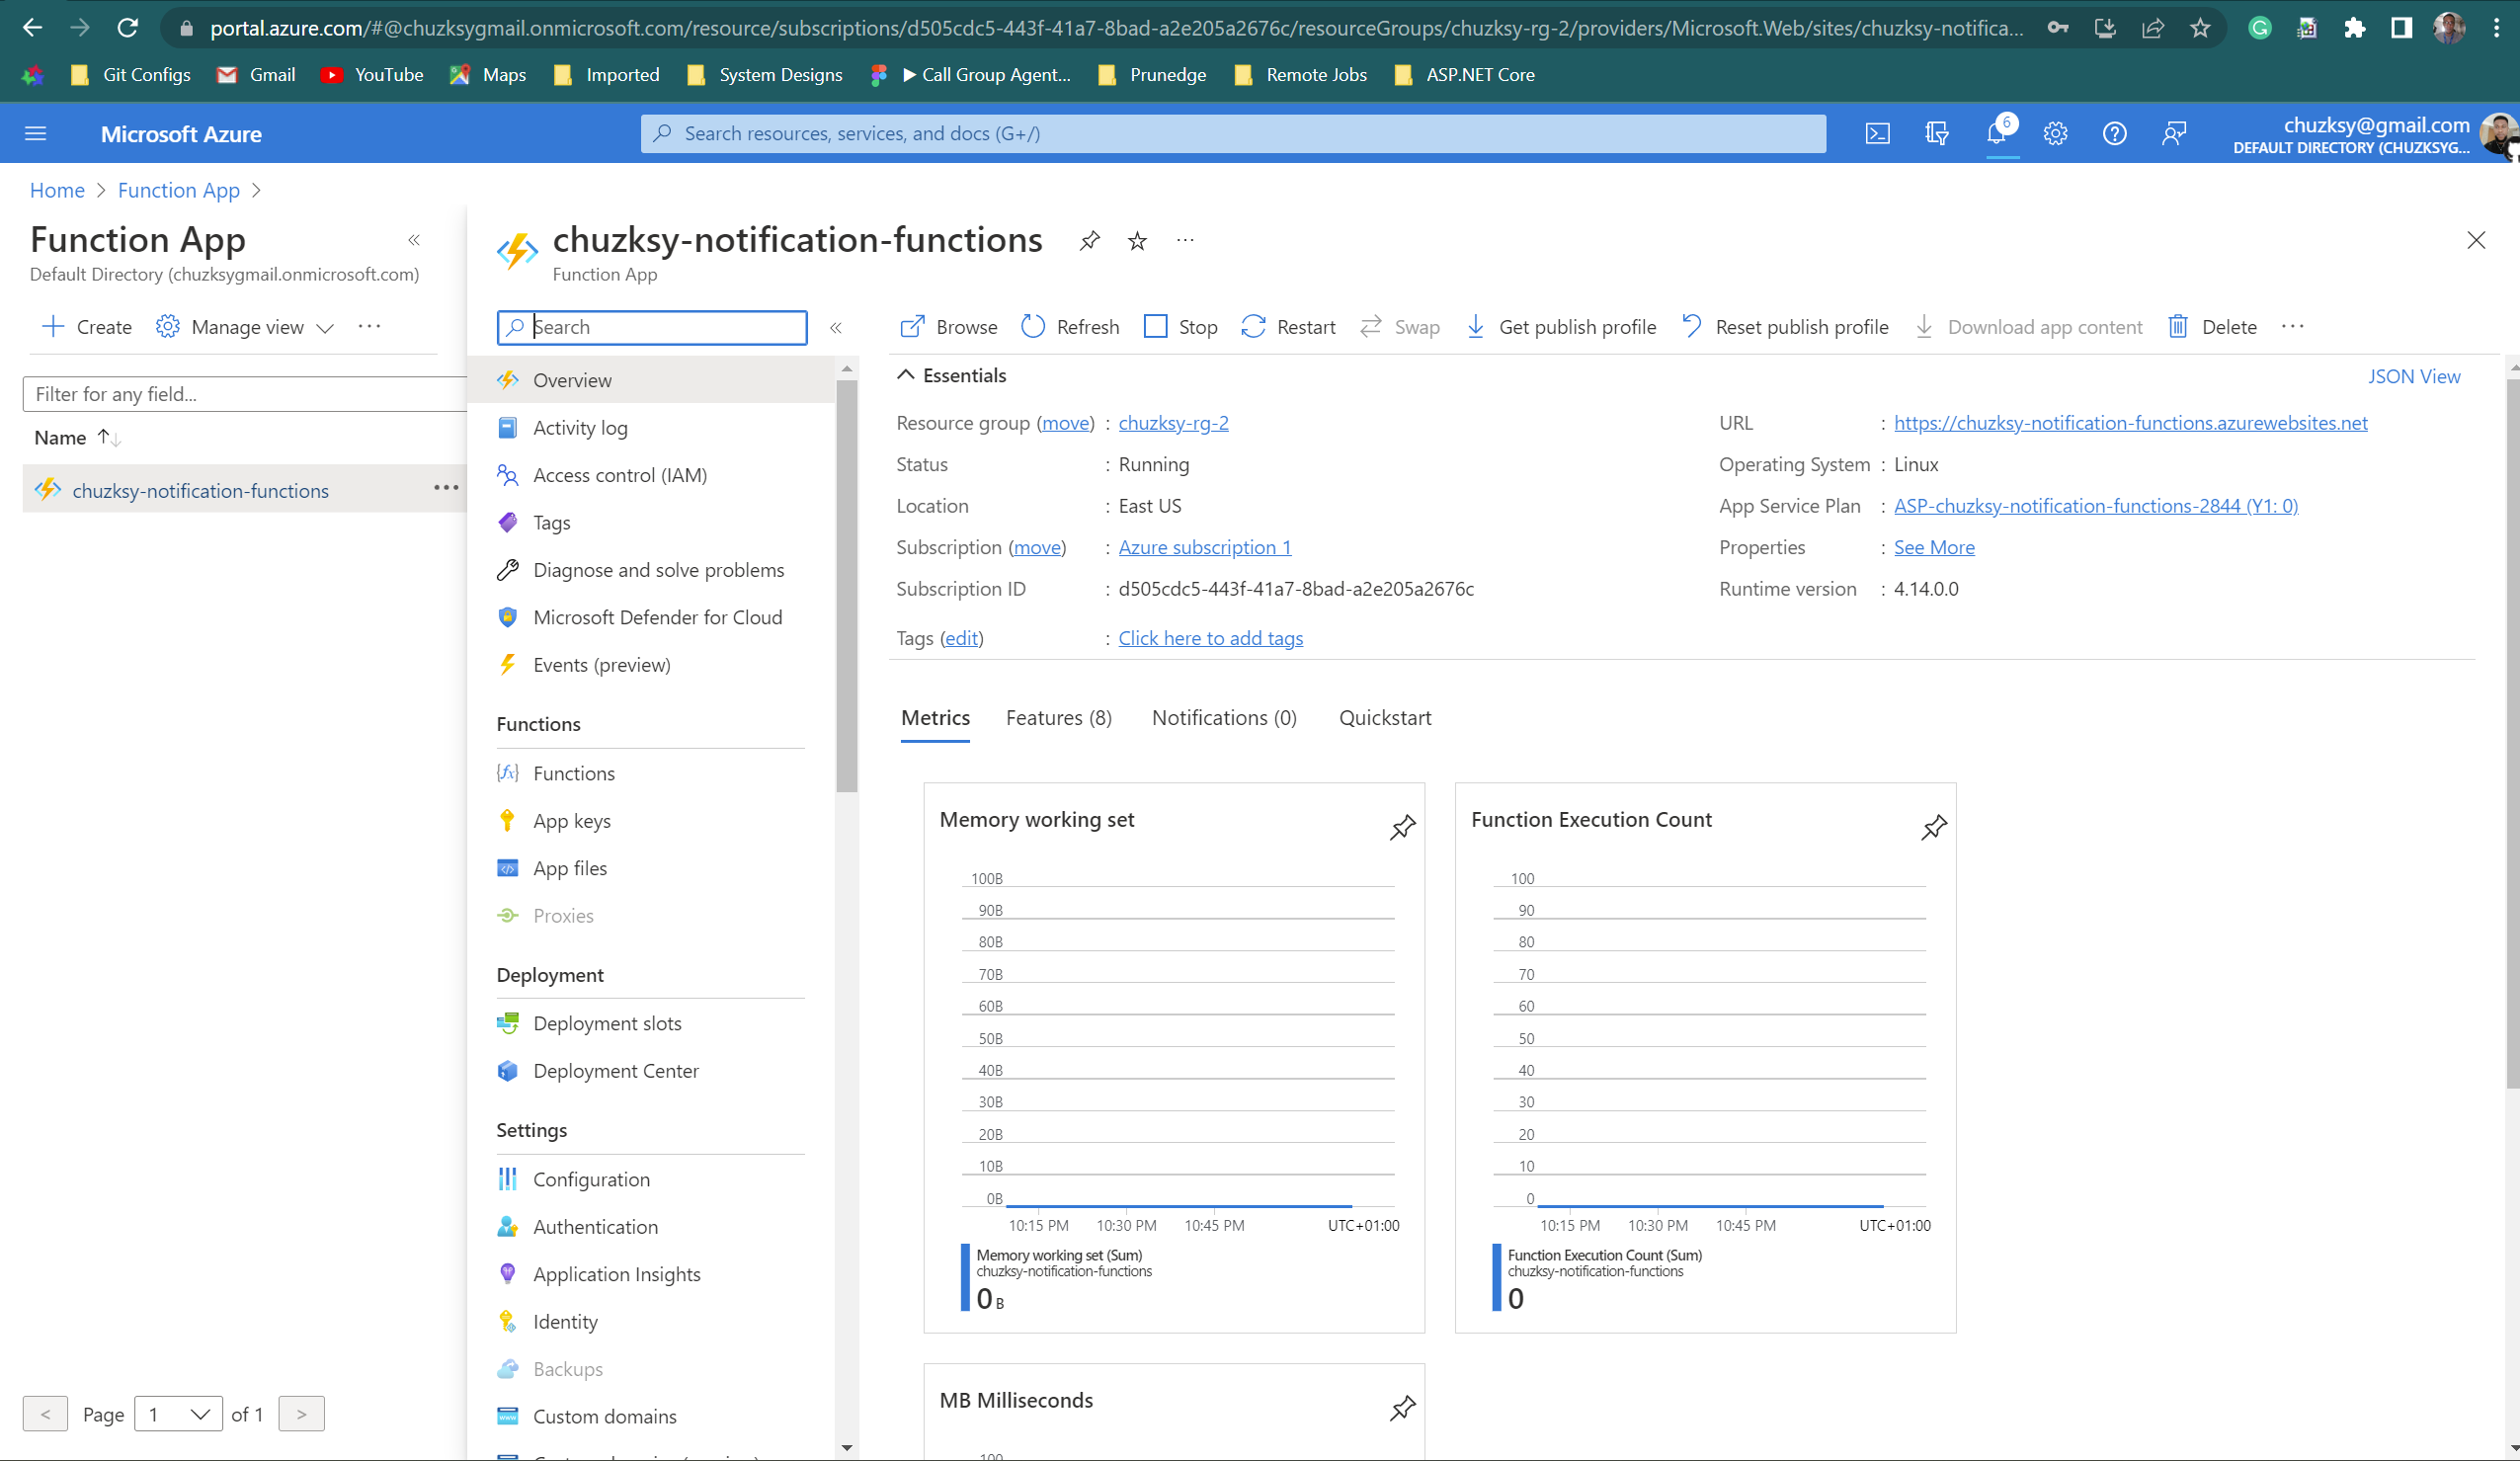 portal.azure.com/#@chuzksygmail.onmicrosoft.com/resource/subscriptions/d505cdc5-443f-41a7-8bad-a2e205a2676c/resourceGroups/chuzksy-rg-2/providers/Microsoft.Web/sites/chuzksy-notifica...
Git Configs Gmail YouTube Maps Imported System Designs ▶ Call Group Agent... Prunedge Remote Jobs ASP.NET Core
Microsoft Azure
Search resources, services, and docs (G+/)
6
chuzksy@gmail.com
DEFAULT DIRECTORY (CHUZKSYG...
Home > Function App >
Function App
Default Directory (chuzksygmail.onmicrosoft.com)
Create Manage view
Filter for any field...
Name
chuzksy-notification-functions
< Page 1 of 1 >
chuzksy-notification-functions
Function App
Search
Overview
Activity log
Access control (IAM)
Tags
Diagnose and solve problems
Microsoft Defender for Cloud
Events (preview)
Functions
Functions
App keys
App files
Proxies
Deployment
Deployment slots
Deployment Center
Settings
Configuration
Authentication
Application Insights
Identity
Backups
Custom domains
Browse Refresh Stop Restart Swap Get publish profile Reset publish profile Download app content Delete
Essentials
JSON View
Resource group (move) : chuzksy-rg-2
Status : Running
Location : East US
Subscription (move) : Azure subscription 1
Subscription ID : d505cdc5-443f-41a7-8bad-a2e205a2676c
Tags (edit) : Click here to add tags
URL : https://chuzksy-notification-functions.azurewebsites.net
Operating System : Linux
App Service Plan : ASP-chuzksy-notification-functions-2844 (Y1: 0)
Properties : See More
Runtime version : 4.14.0.0
Metrics Features (8) Notifications (0) Quickstart
Memory working set
100B
90B
80B
70B
60B
50B
40B
30B
20B
10B
0B
10:15 PM 10:30 PM 10:45 PM UTC+01:00
Memory working set (Sum)
chuzksy-notification-functions
0 B
Function Execution Count
100
90
80
70
60
50
40
30
20
10
0
10:15 PM 10:30 PM 10:45 PM UTC+01:00
Function Execution Count (Sum)
chuzksy-notification-functions
0
MB Milliseconds
100